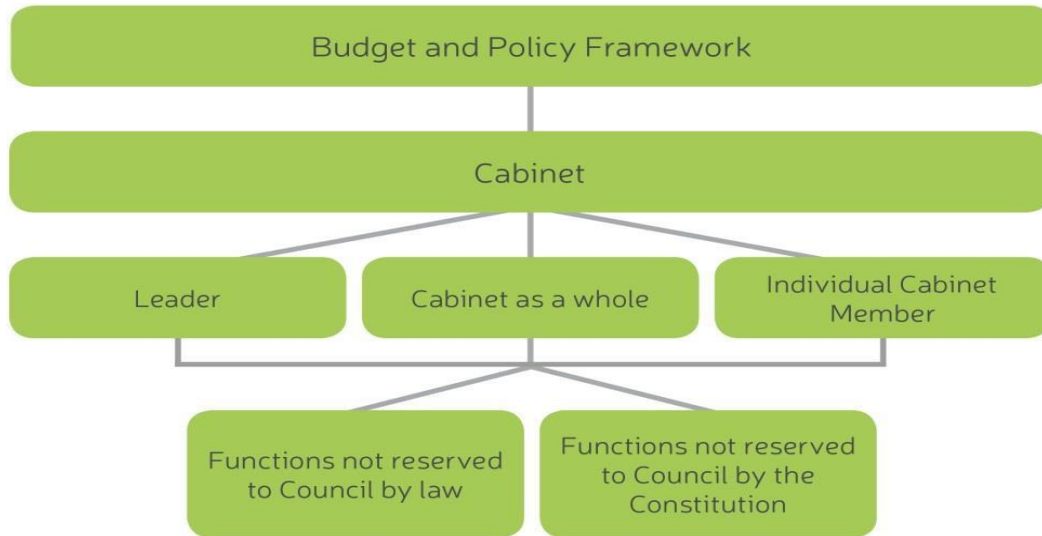 Budget and Policy Framework
Cabinet
Leader
Cabinet as a whole
Individual Cabinet
Member
Functions not reserved
to Council by law
Functions not reserved
to Council by the
Constitution